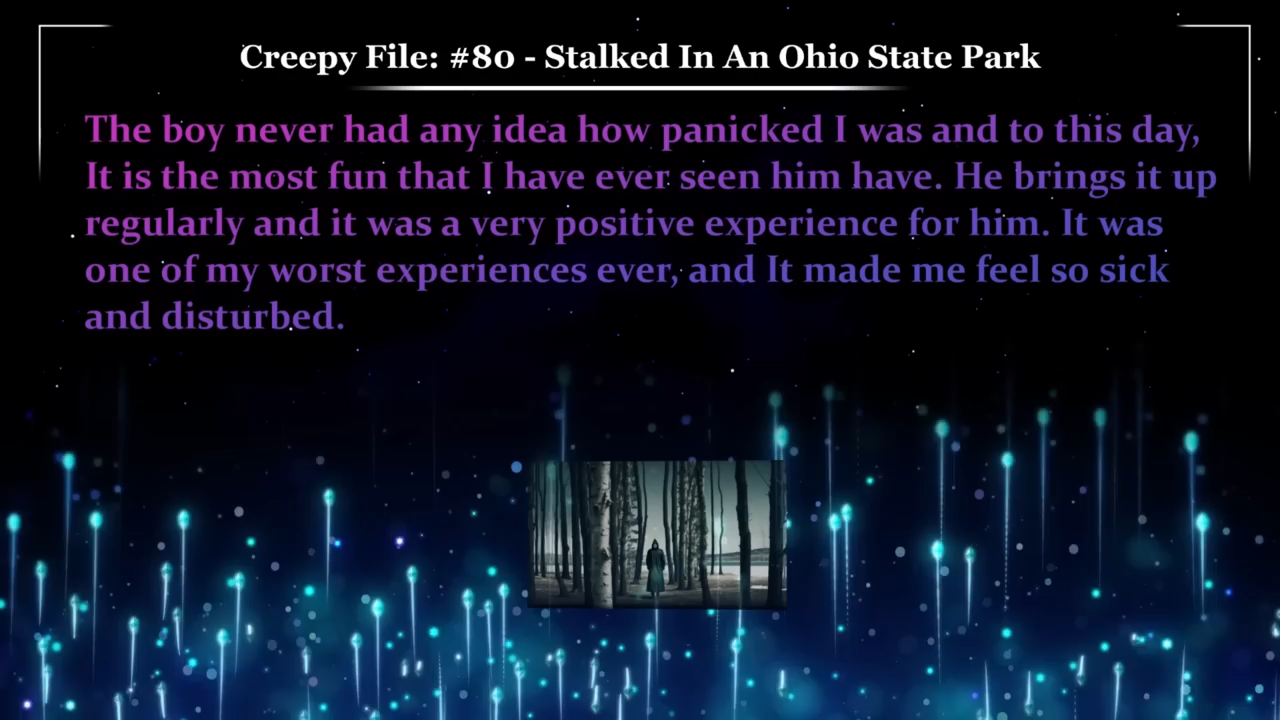 Creepy File: #80 - Stalked In An Ohio State Park
The boy never had any idea how panicked I was and to this day,
It is the most fun that I have ever seen him have. He brings it up
regularly and it was a very positive experience for him. It was
one of my worst experiences ever, and It made me feel so sick
and disturbed.